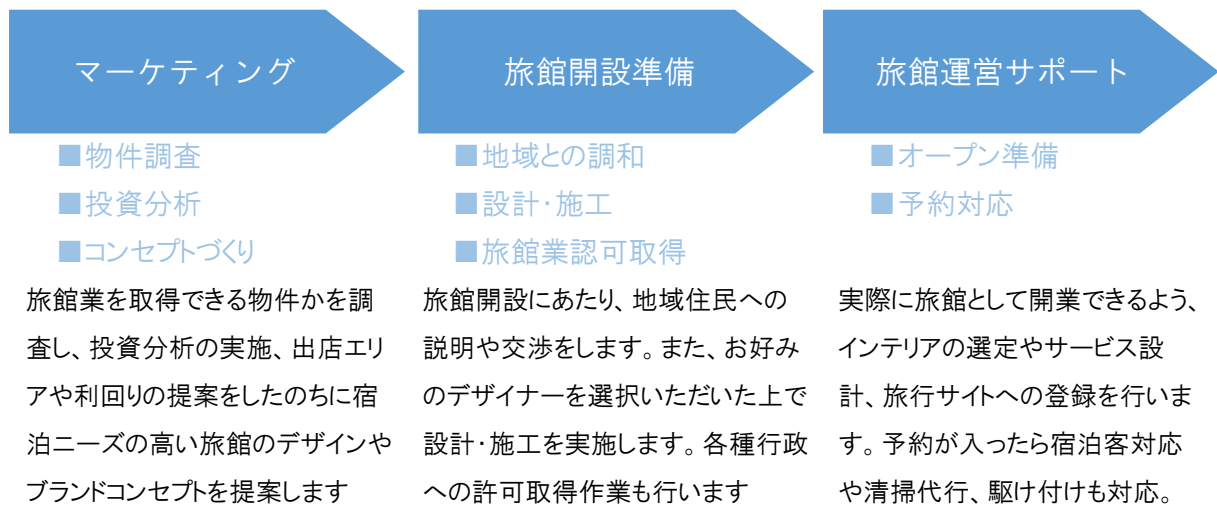 マーケティング
■物件調査
■投資分析
■コンセプトづくり
旅館業を取得できる物件かを調
査し、投資分析の実施、出店エリ
アや利回りの提案をしたのちに宿
泊ニーズの高い旅館のデザインや
ブランドコンセプトを提案します
旅館開設準備
■地域との調和
■設計・施工
■旅館業認可取得
旅館開設にあたり、地域住民への
説明や交渉をします。また、お好み
のデザイナーを選択いただいた上で
設計・施工を実施します。各種行政
への許可取得作業も行います
旅館運営サポート
■オープン準備
■予約対応
実際に旅館として開業できるよう、
インテリアの選定やサービス設
計、旅行サイトへの登録を行いま
す。予約が入ったら宿泊客対応
や清掃代行、駆け付けも対応。